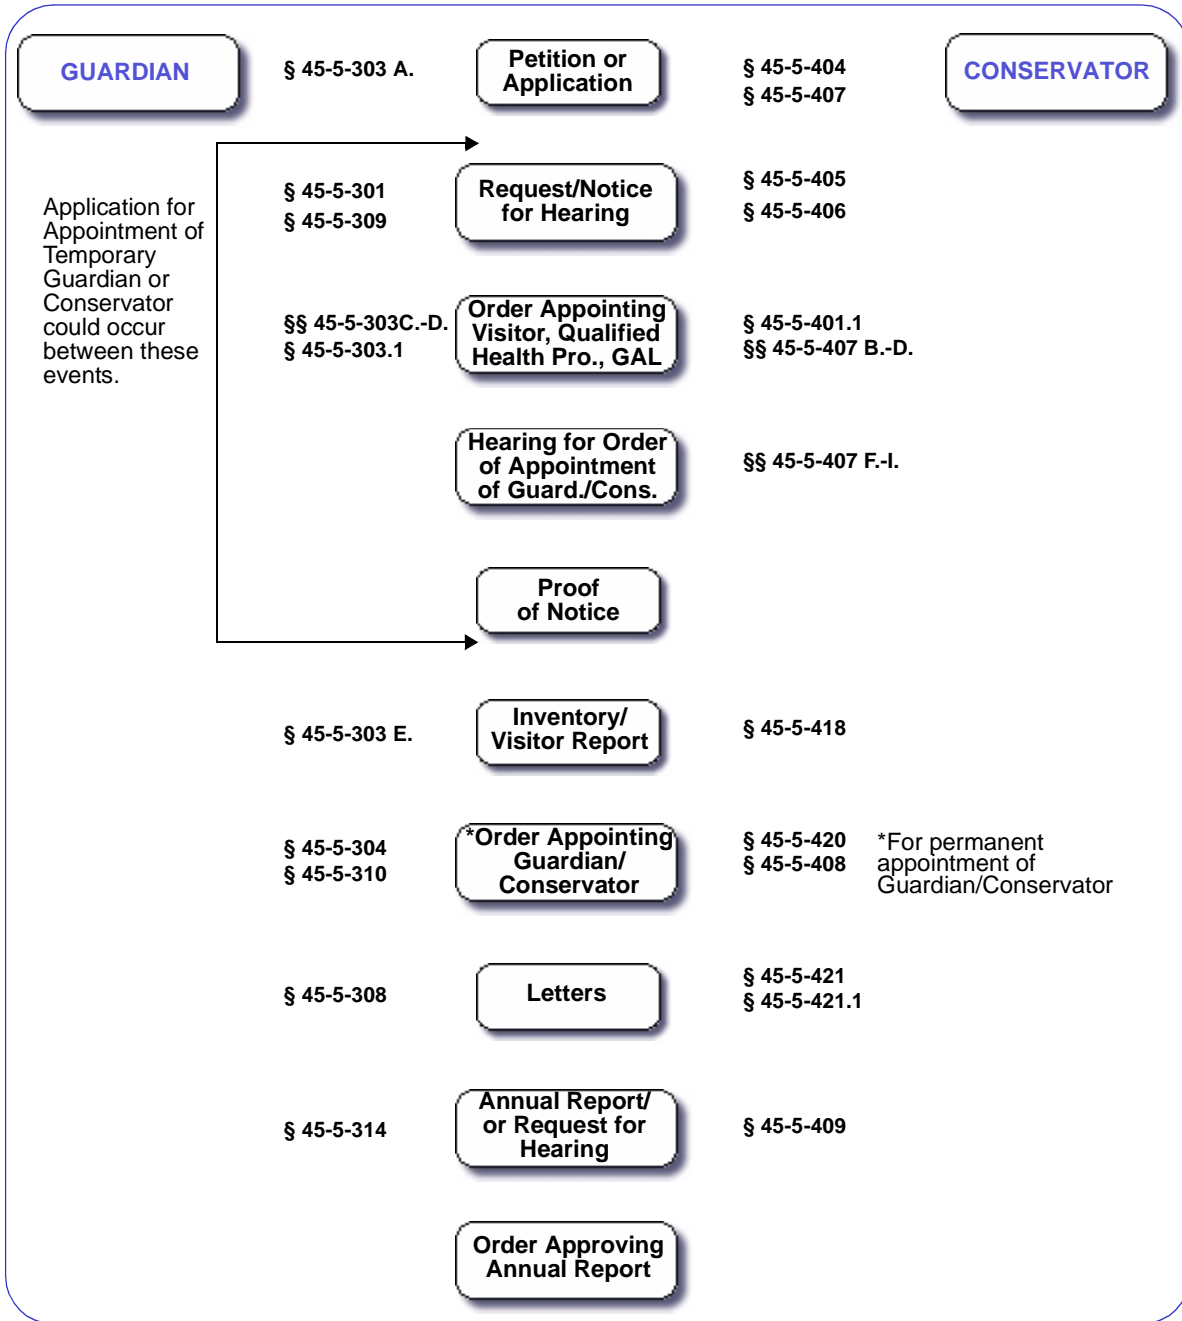 GUARDIAN
§ 45-5-303 A.
Petition or
Application
§ 45-5-404
§ 45-5-407
CONSERVATOR
Application for
Appointment of
Temporary
Guardian or
Conservator
could occur
between these
events.
§ 45-5-301
§ 45-5-309
Request/Notice
for Hearing
§ 45-5-405
§ 45-5-406
§§ 45-5-303C.-D.
§ 45-5-303.1
Order Appointing
Visitor, Qualified
Health Pro., GAL
§ 45-5-401.1
§§ 45-5-407 B.-D.
Hearing for Order
of Appointment
of Guard./Cons.
§§ 45-5-407 F.-I.
Proof
of Notice
§ 45-5-303 E.
Inventory/
Visitor Report
§ 45-5-418
§ 45-5-304
§ 45-5-310
*Order Appointing
Guardian/
Conservator
§ 45-5-420
§ 45-5-408
*For permanent
appointment of
Guardian/Conservator
§ 45-5-308
Letters
§ 45-5-421
§ 45-5-421.1
§ 45-5-314
Annual Report/
or Request for
Hearing
§ 45-5-409
Order Approving
Annual Report